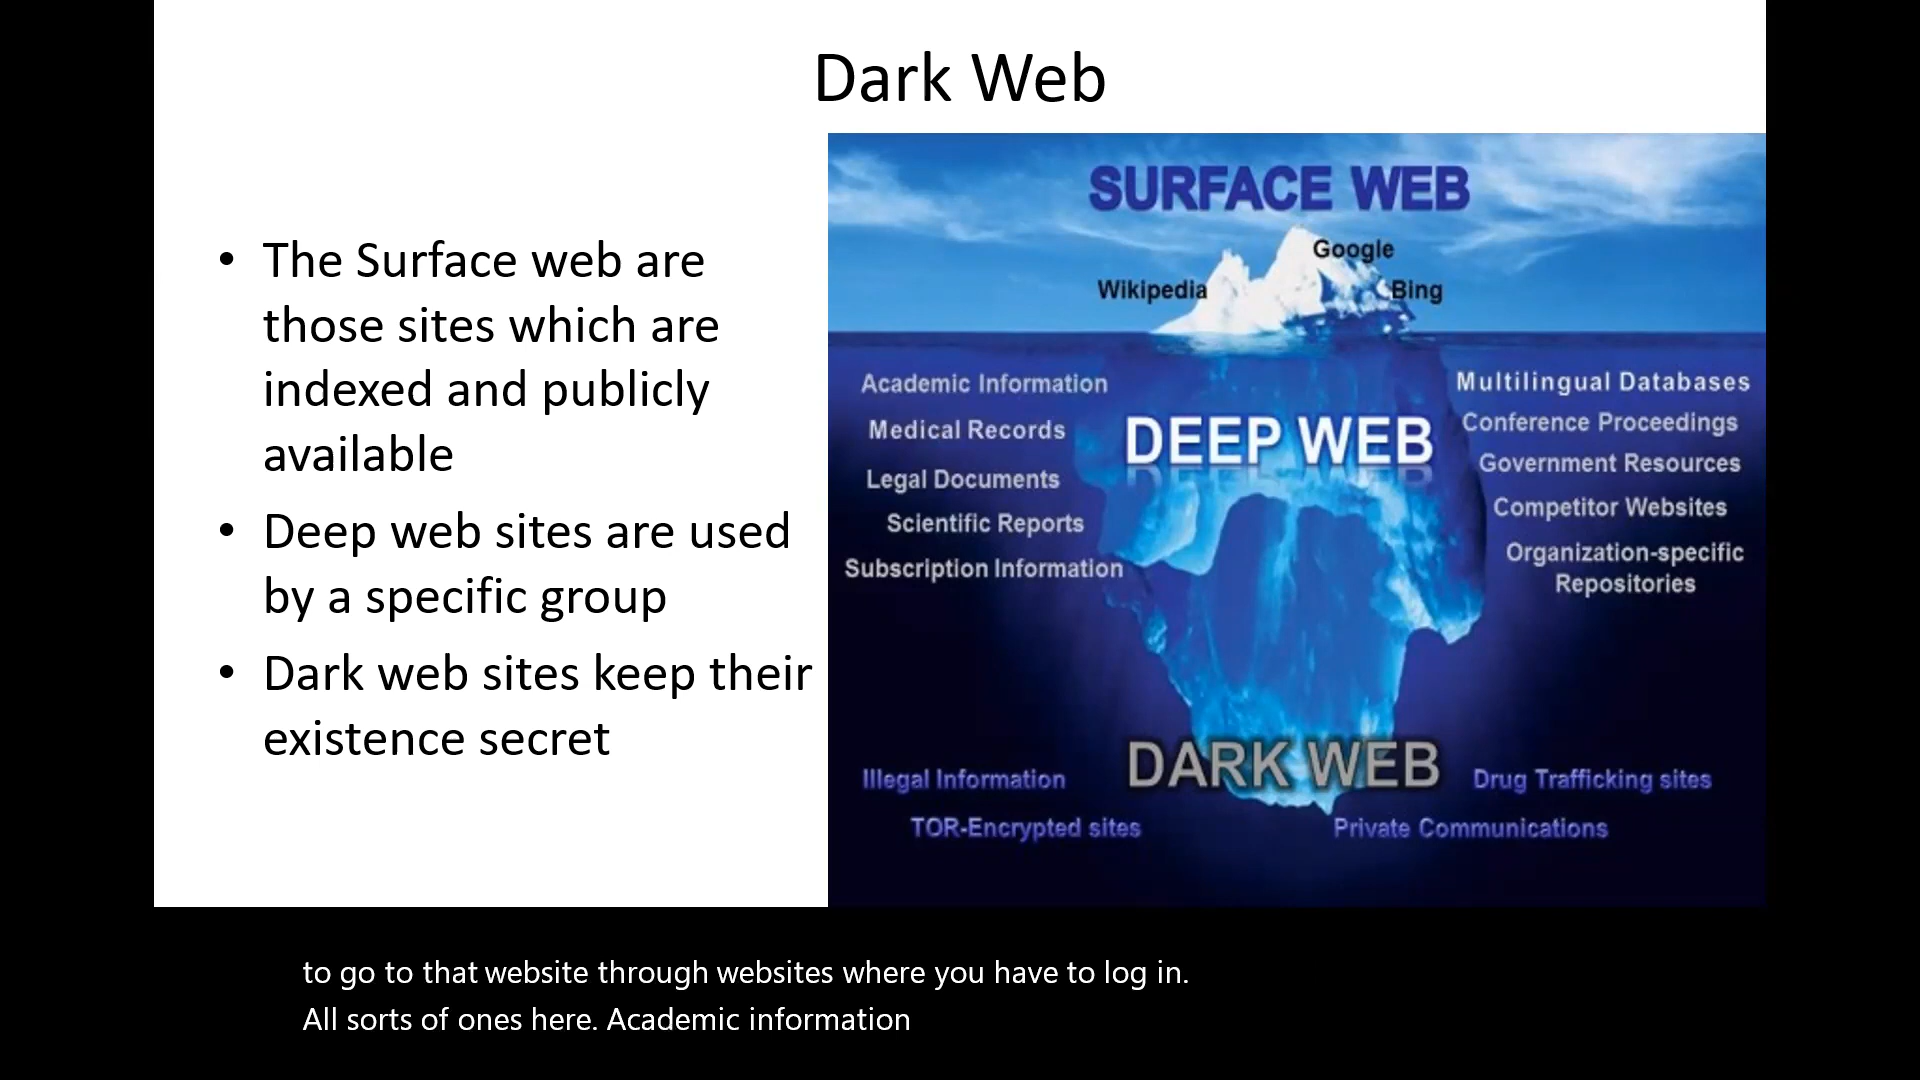 Dark Web
• The Surface web are
those sites which are
indexed and publicly
available
• Deep web sites are used
by a specific group
• Dark web sites keep their
existence secret
SURFACE WEB
Google
Wikipedia
Bing
Academic Information
Medical Records
Legal Documents
Scientific Reports
Subscription Information
DEEP WEB
Multilingual Databases
Conference Proceedings
Government Resources
Competitor Websites
Organization-specific
Repositories
DARK WEB
Illegal Information
Drug Trafficking sites
TOR-Encrypted sites
Private Communications
to go to that website through websites where you have to log in.
All sorts of ones here. Academic information